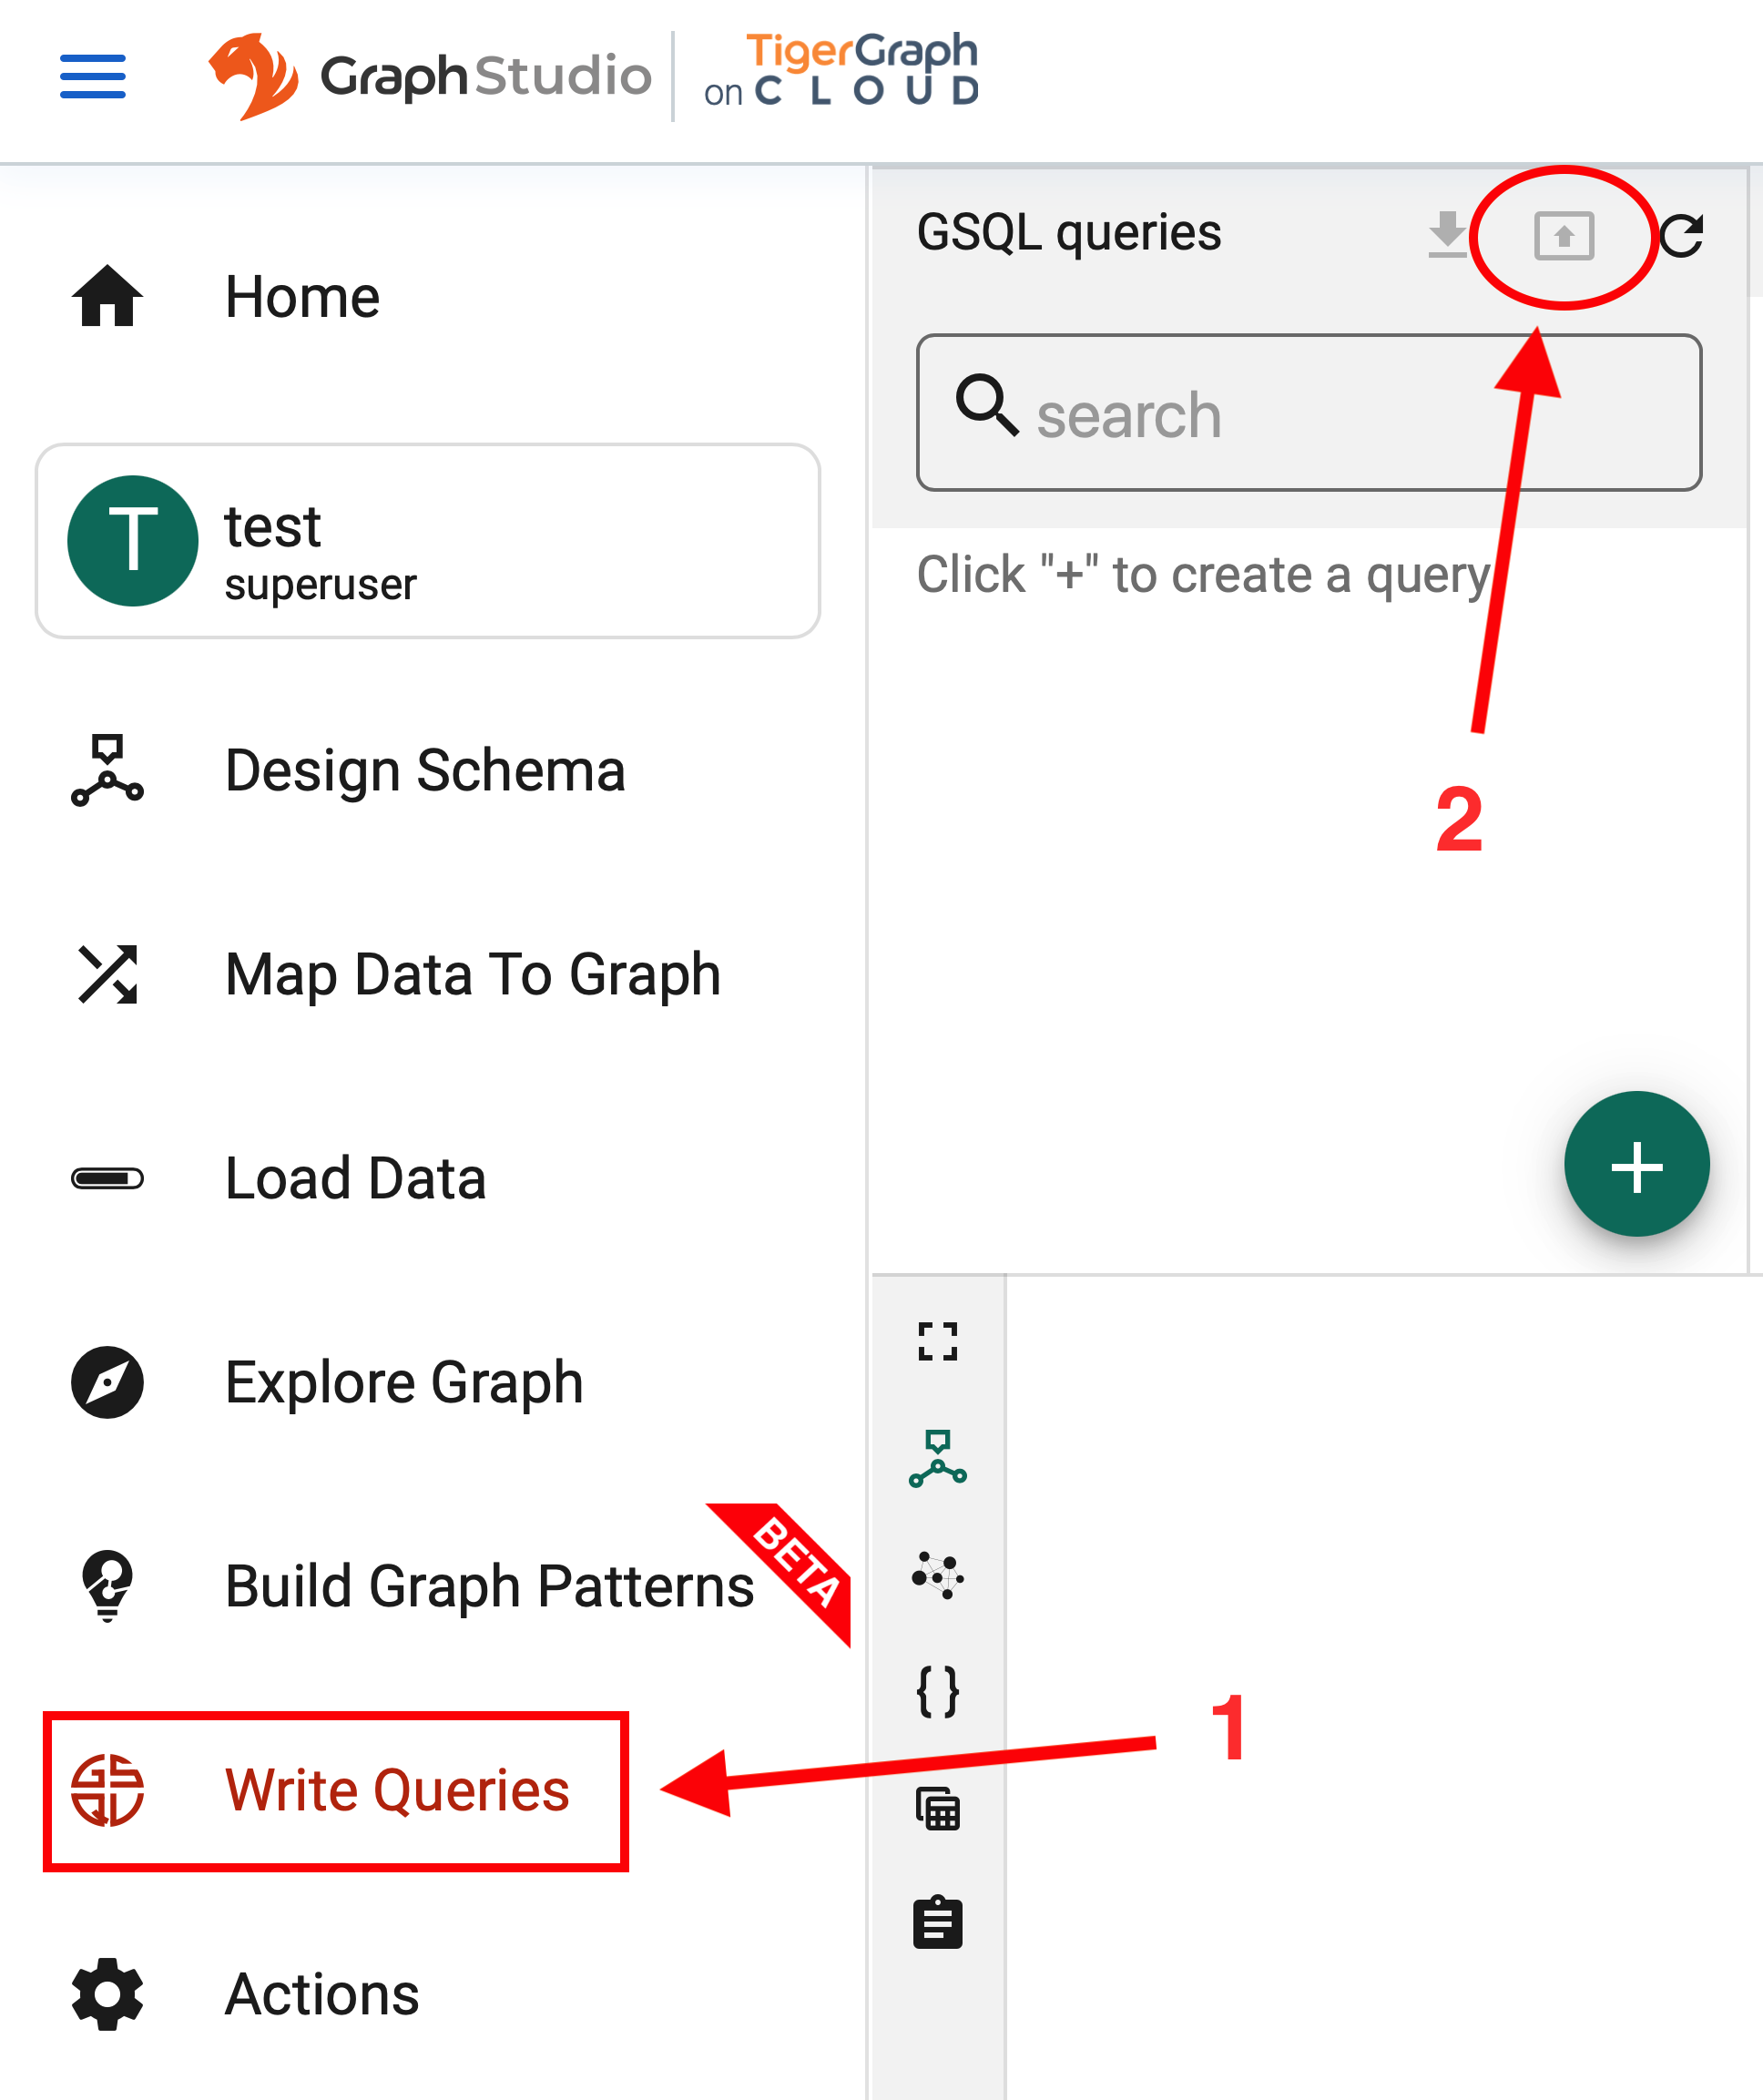 GraphStudio
TigerGraph
on CLOUD
Home
T
test
superuser
Design Schema
Map Data To Graph
Load Data
Explore Graph
Build Graph Patterns
BETA
Write Queries
Actions
GSQL queries
search
Click "+" to create a query
2
1